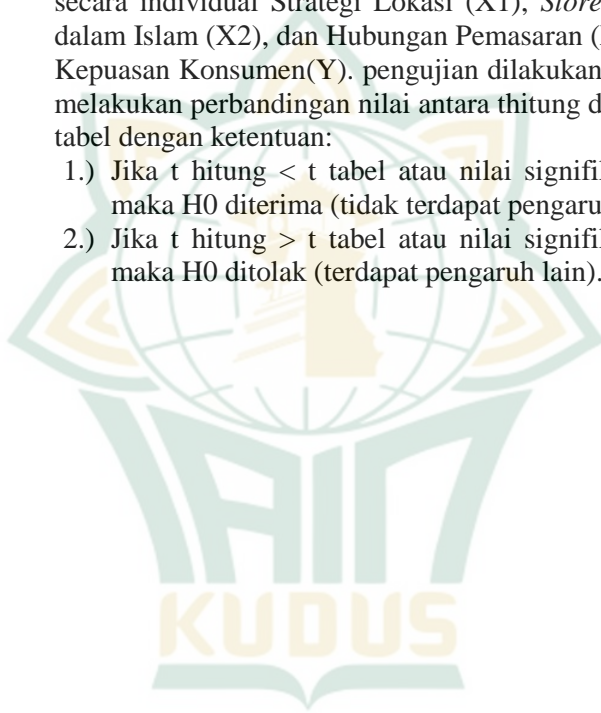 secara individual Strategi Lokasi (X1), Store
dalam Islam (X2), dan Hubungan Pemasaran (
Kepuasan Konsumen(Y). pengujian dilakukan
melakukan perbandingan nilai antara thitung d
tabel dengan ketentuan:
1.) Jika t hitung < t tabel atau nilai signifi
maka H0 diterima (tidak terdapat pengaru
2.) Jika t hitung > t tabel atau nilai signifi
maka H0 ditolak (terdapat pengaruh lain).
IAIN
KUDUS